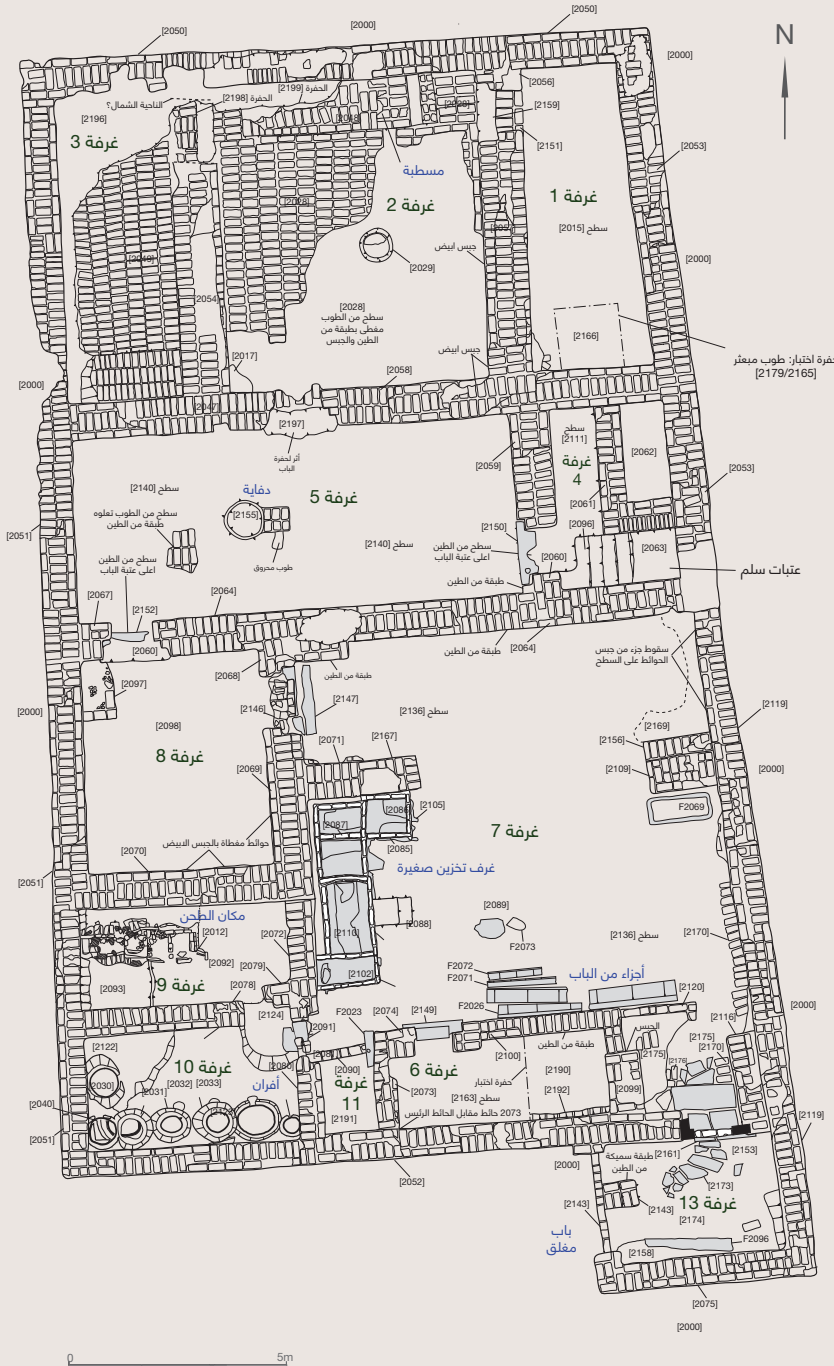 [2050]
[2000]
[2050]
[2000]
N
الحفرة [2199]
الحفرة [2198]
الناحية الشمال؟
[2196]
غرفة 3
[2056]
[2159]
[2151]
[2053]
مسطبة
غرفة 2
غرفة 1
سطح [2015]
[2028]
[2049]
[2054]
[2029]
جبس ابيض
[2000]
[2028]
سطح من الطوب
مغطى بطبقة من
الطين والجبس
[2166]
حفرة اختبار: طوب مبعثر
[2179/2165]
جبس ابيض
[2017]
[2058]
[2000]
[2047]
[2197]
أثر لحفرة
الباب
سطح
[2111]
غرفة
4
[2062]
[2059]
[2053]
غرفة 5
سطح [2140]
دفاية
[2155]
[2061]
[2051]
سطح من الطوب تعلوه
طبقة من الطين
سطح [2140]
[2150]
[2096]
سطح من الطين
اعلى عتبة الباب
[2060]
[2063]
عتبات سلم
سطح من الطين
اعلى عتبة الباب
طوب محروق
طبقة من الطين
[2067]
[2152]
[2064]
[2060]
[2064]
طبقة من الطين
سقوط جزء من جبس
الحوائط على السطح
[2068]
طبقة من الطين
[2097]
[2000]
[2146]
[2147]
سطح [2136]
[2119]
[2098]
[2169]
غرفة 8
[2071]
[2167]
[2156]
[2109]
[2000]
[2069]
[2086]
[2105]
F2069
[2087]
[2085]
غرفة 7
حوائط مغطاة بالجبس الابيض
[2070]
غرف تخزين صغيرة
[2051]
مكان الطحن
[2088]
[2089]
[2012]
[2072]
[2110]
F2073
سطح [2136]
[2170]
[2092]
[2079]
[2102]
F2072
F2071
أجزاء من الباب
غرفة 9
[2093]
[2078]
[2124]
F2023
[2074]
[2149]
F2026
[2120]
[2000]
[2116]
[2122]
[2091]
[2100]
طبقة من الطين
الجبس
[2175]
[2170]
غرفة 10
[2090]
غرفة 6
[2175]
[2176]
[2030]
[2032]
[2033]
أفران
[2080]
غرفة
11
[2073]
حفرة اختبار
[2190]
[2192]
[2099]
[2040]
[2031]
سطح [2163]
2073 حائط مقابل الحائط الرئيس
[2051]
[2191]
[2119]
[2052]
[2000]
طبقة سميكة
من الطين
[2161]
[2153]
[2173]
[2143]
[2143]
غرفة 13
[2174]
باب
مغلق
F2096
[2158]
[2075]
[2000]
0
5m